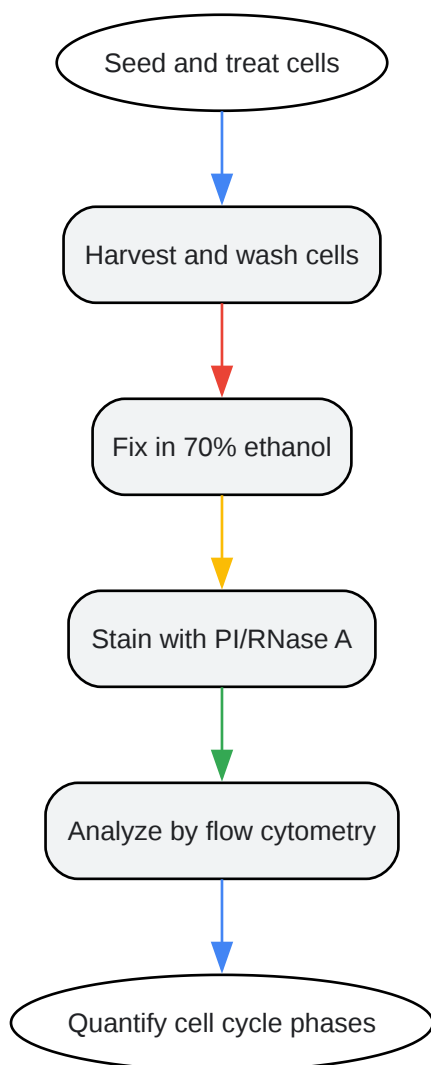 Seed and treat cells
Harvest and wash cells
Fix in 70% ethanol
Stain with PI/RNase A
Analyze by flow cytometry
Quantify cell cycle phases